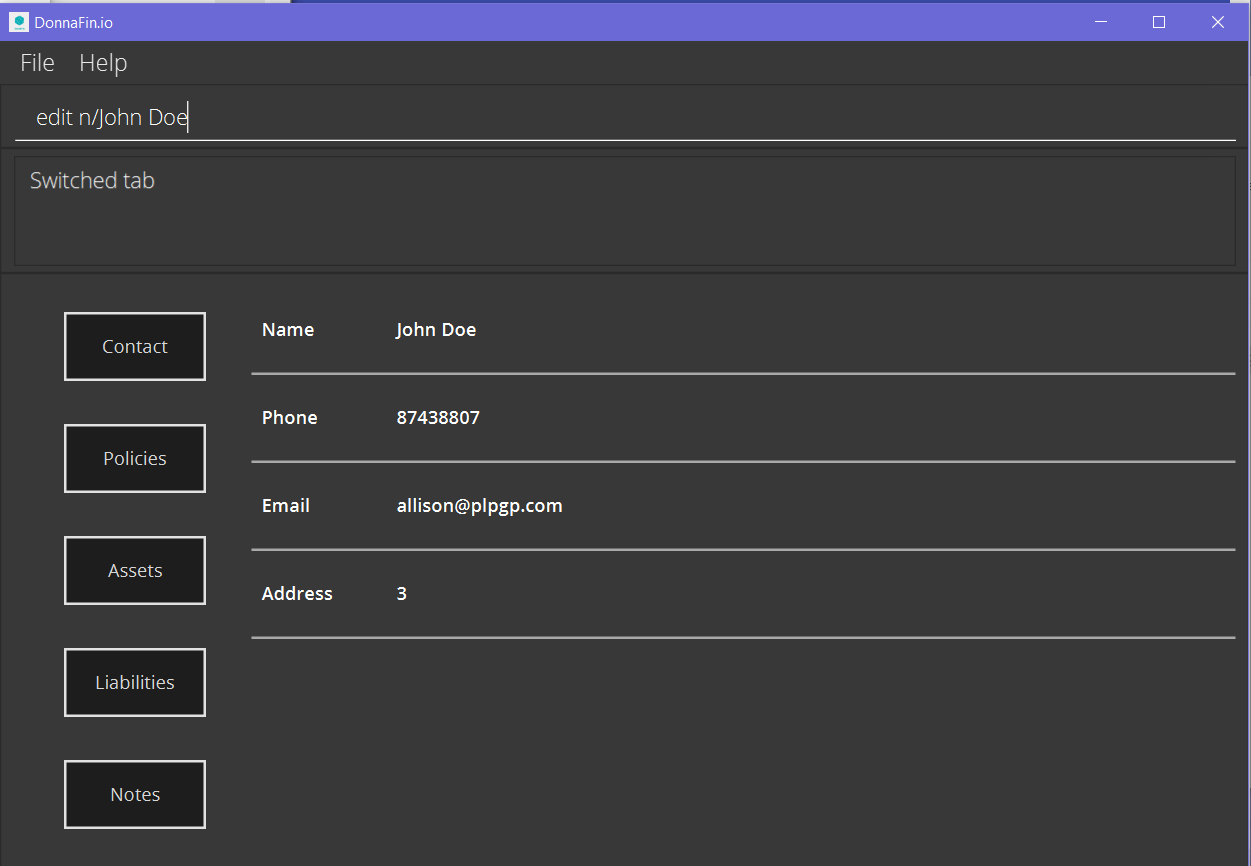 DonnaFin.io
File Help
edit n/John Doe
Switched tab
Contact
Policies
Assets
Liabilities
Notes
Name John Doe
Phone 87438807
Email allison@plpgp.com
Address 3